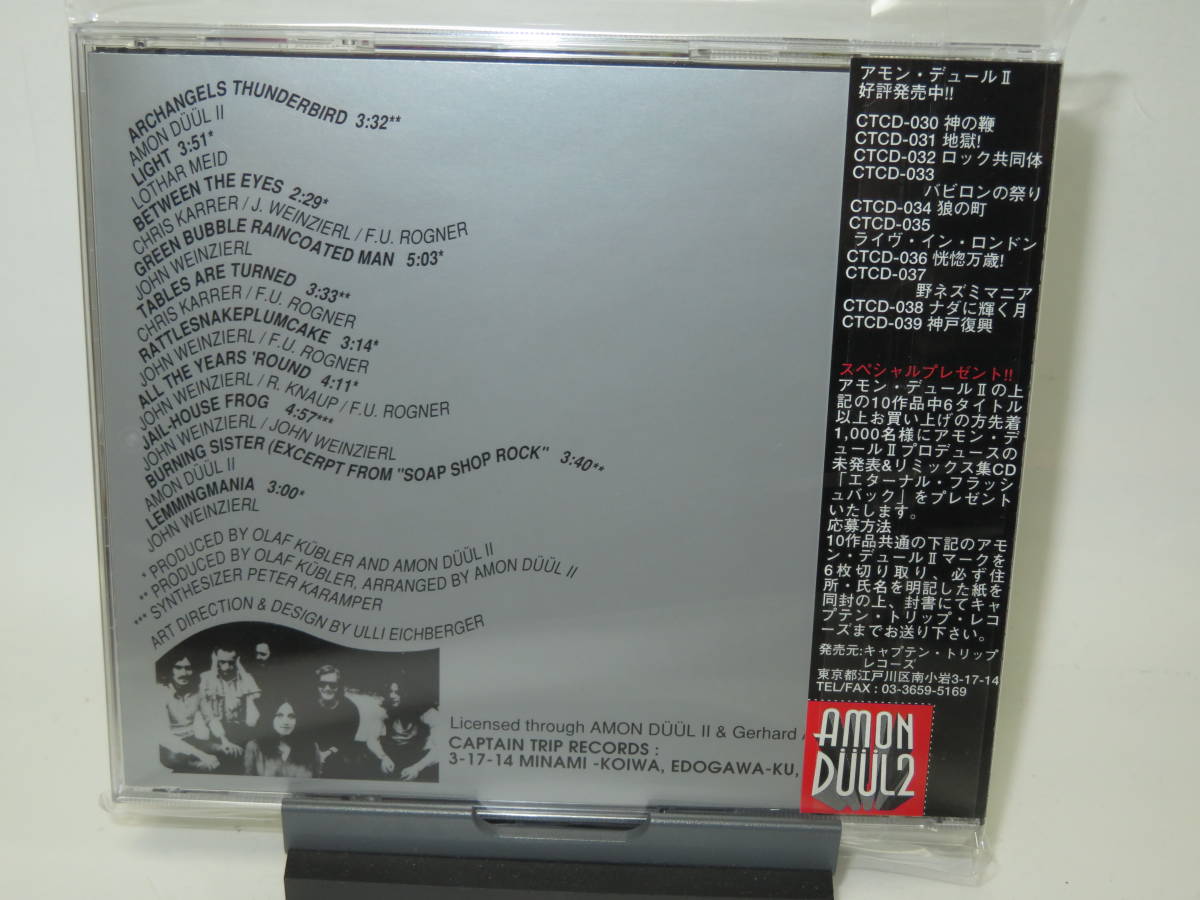 ARCHANGELS THUNDERBIRD 3:32**
AMON DÜÜL II
LIGHT 3:51*
LOTHAR MEID
BETWEEN THE EYES 2:29*
CHRIS KARRER / J. WEINZIERL / F.U. ROGNER
GREEN BUBBLE RAINCOATED MAN 5:03*
JOHN WEINZIERL
TABLES ARE TURNED 3:33**
CHRIS KARRER / F.U. ROGNER
RATTLESNAKEPLUMCAKE 3:14*
JOHN WEINZIERL / F.U. ROGNER
ALL THE YEARS 'ROUND 4:11*
JOHN WEINZIERL / R. KNAUP / F.U. ROGNER
JAIL-HOUSE FROG 4:57***
JOHN WEINZIERL / JOHN WEINZIERL
BURNING SISTER (EXCERPT FROM "SOAP SHOP ROCK" 3:40**
AMON DÜÜL II
LEMMINGMANIA 3:00*
JOHN WEINZIERL
* PRODUCED BY OLAF KÜBLER AND AMON DÜÜL II
** PRODUCED BY OLAF KÜBLER, ARRANGED BY AMON DÜÜL II
*** SYNTHESIZER PETER KARAMPER
ART DIRECTION & DESIGN BY ULLI EICHBERGER
Licensed through AMON DÜÜL II & Gerhard
CAPTAIN TRIP RECORDS :
3-17-14 MINAMI -KOIWA, EDOGAWA-KU,
アモン・デュールⅡ
好評発売中!!
CTCD-030 神の鞭
CTCD-031 地獄!
CTCD-032 ロック共同体
CTCD-033
バビロンの祭り
CTCD-034 狼の町
CTCD-035
ライヴ・イン・ロンドン
CTCD-036 恍惚万歳!
CTCD-037
野ネズミマニア
CTCD-038 ナダに輝く月
CTCD-039 神戸復興
スペシャルプレゼント!!
アモン・デュールⅡの上
記の10作品中6タイトル
以上お買い上げの方先着
1,000名様にアモン・デ
ュールⅡプロデュースの
未発表&リミックス集CD
「エターナル・フラッシ
ュバック」をプレゼント
いたします。
応募方法
10作品共通の下記のアモ
ン・デュールⅡマークを
6枚切り取り、必ず住
所・氏名を明記した紙を
同封の上、封書にてキャ
プテン・トリップ・レコ
ーズまでお送り下さい。
発売元:キャプテン・トリップ
レコーズ
東京都江戸川区南小岩3-17-14
TEL/FAX : 03-3659-5169
AMON
DÜÜL2